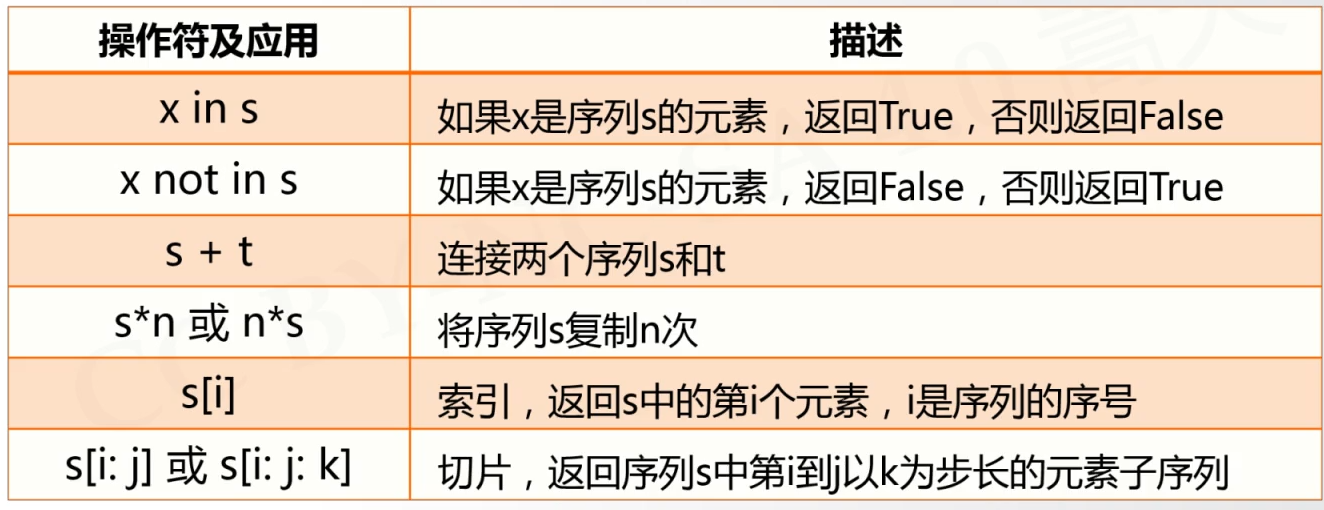 操作符及应用 描述
x in s 如果x是序列s的元素，返回True，否则返回False
x not in s 如果x是序列s的元素，返回False，否则返回True
s + t 连接两个序列s和t
s*n 或 n*s 将序列s复制n次
s[i] 索引，返回s中的第i个元素，i是序列的序号
s[i: j] 或 s[i: j: k] 切片，返回序列s中第i到j以k为步长的元素子序列